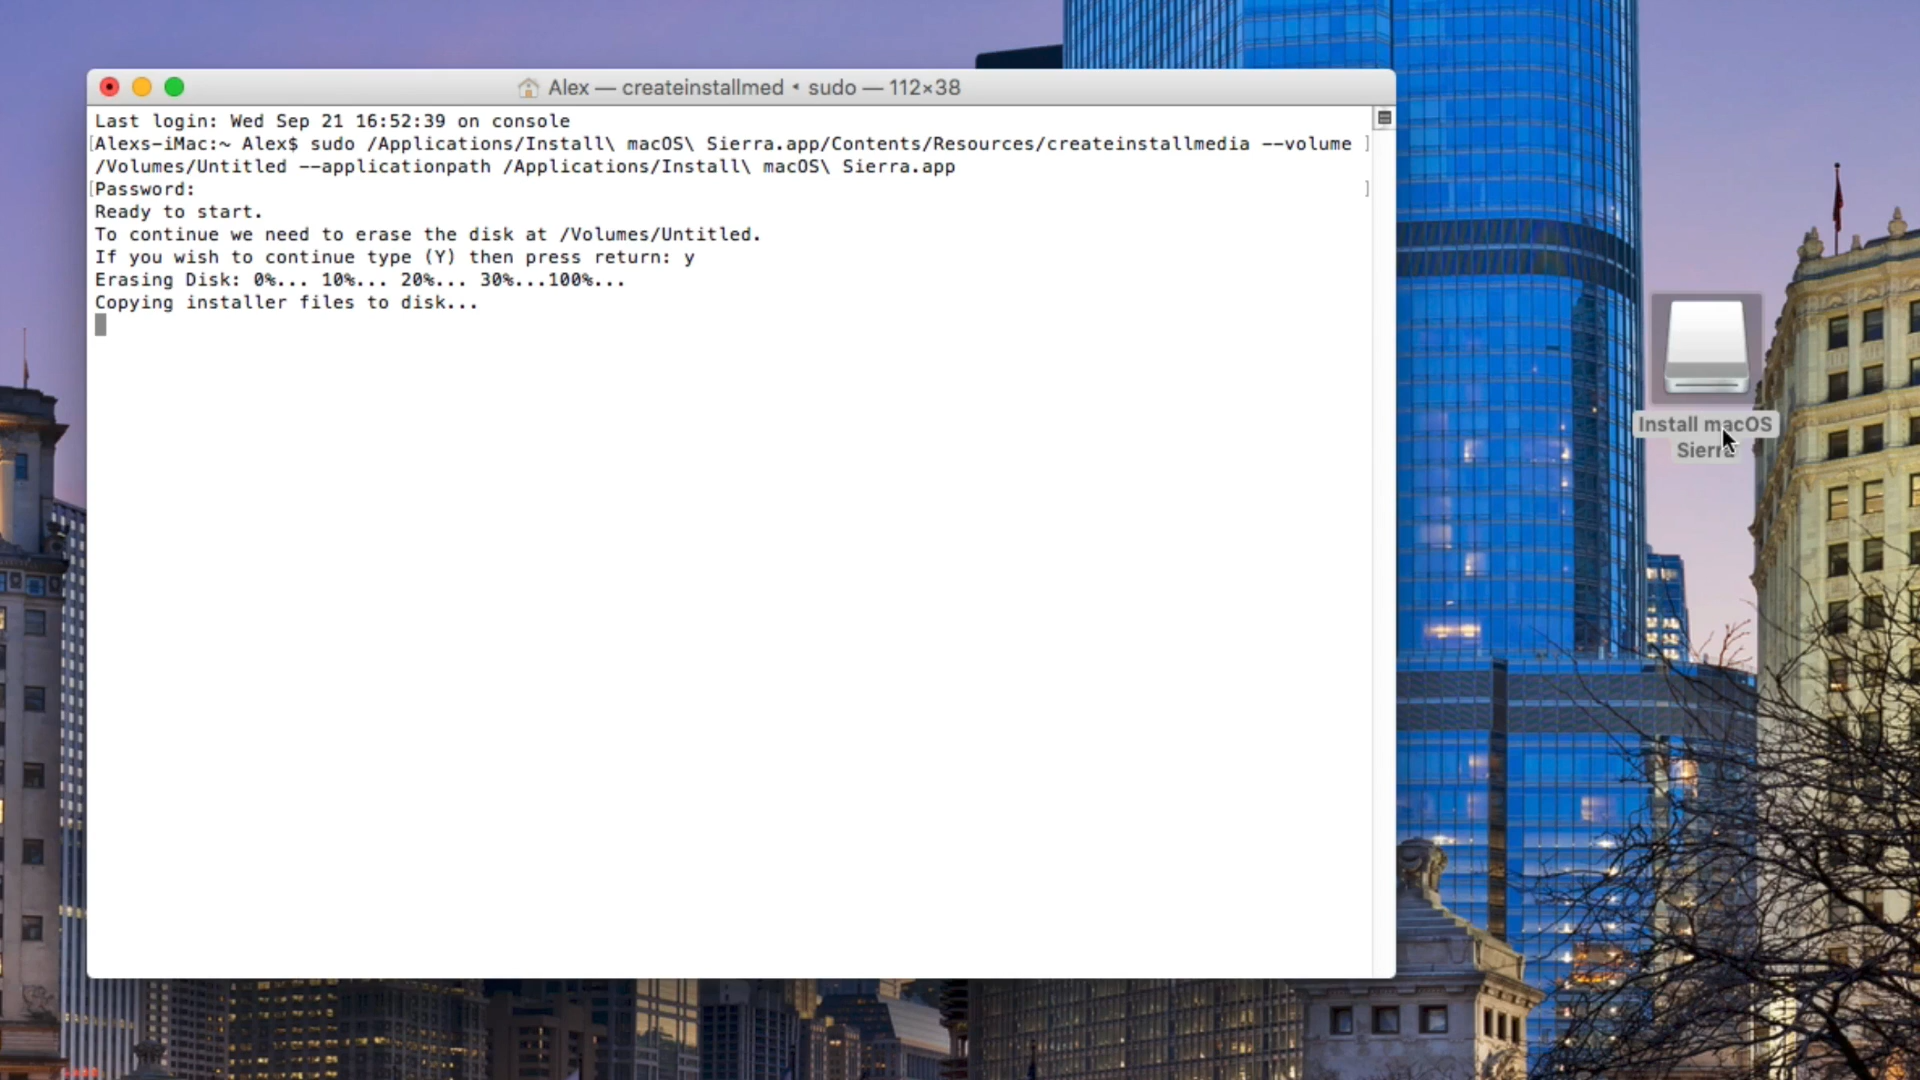 Alex — createinstallmed • sudo — 112×38
Last login: Wed Sep 21 16:52:39 on console
[Alexs-iMac:~ Alex$ sudo /Applications/Install\ macOS\ Sierra.app/Contents/Resources/createinstallmedia --volume ]
/Volumes/Untitled --applicationpath /Applications/Install\ macOS\ Sierra.app
[Password: ]
Ready to start.
To continue we need to erase the disk at /Volumes/Untitled.
If you wish to continue type (Y) then press return: y
Erasing Disk: 0%... 10%... 20%... 30%...100%...
Copying installer files to disk...
Install macOS
Sierra